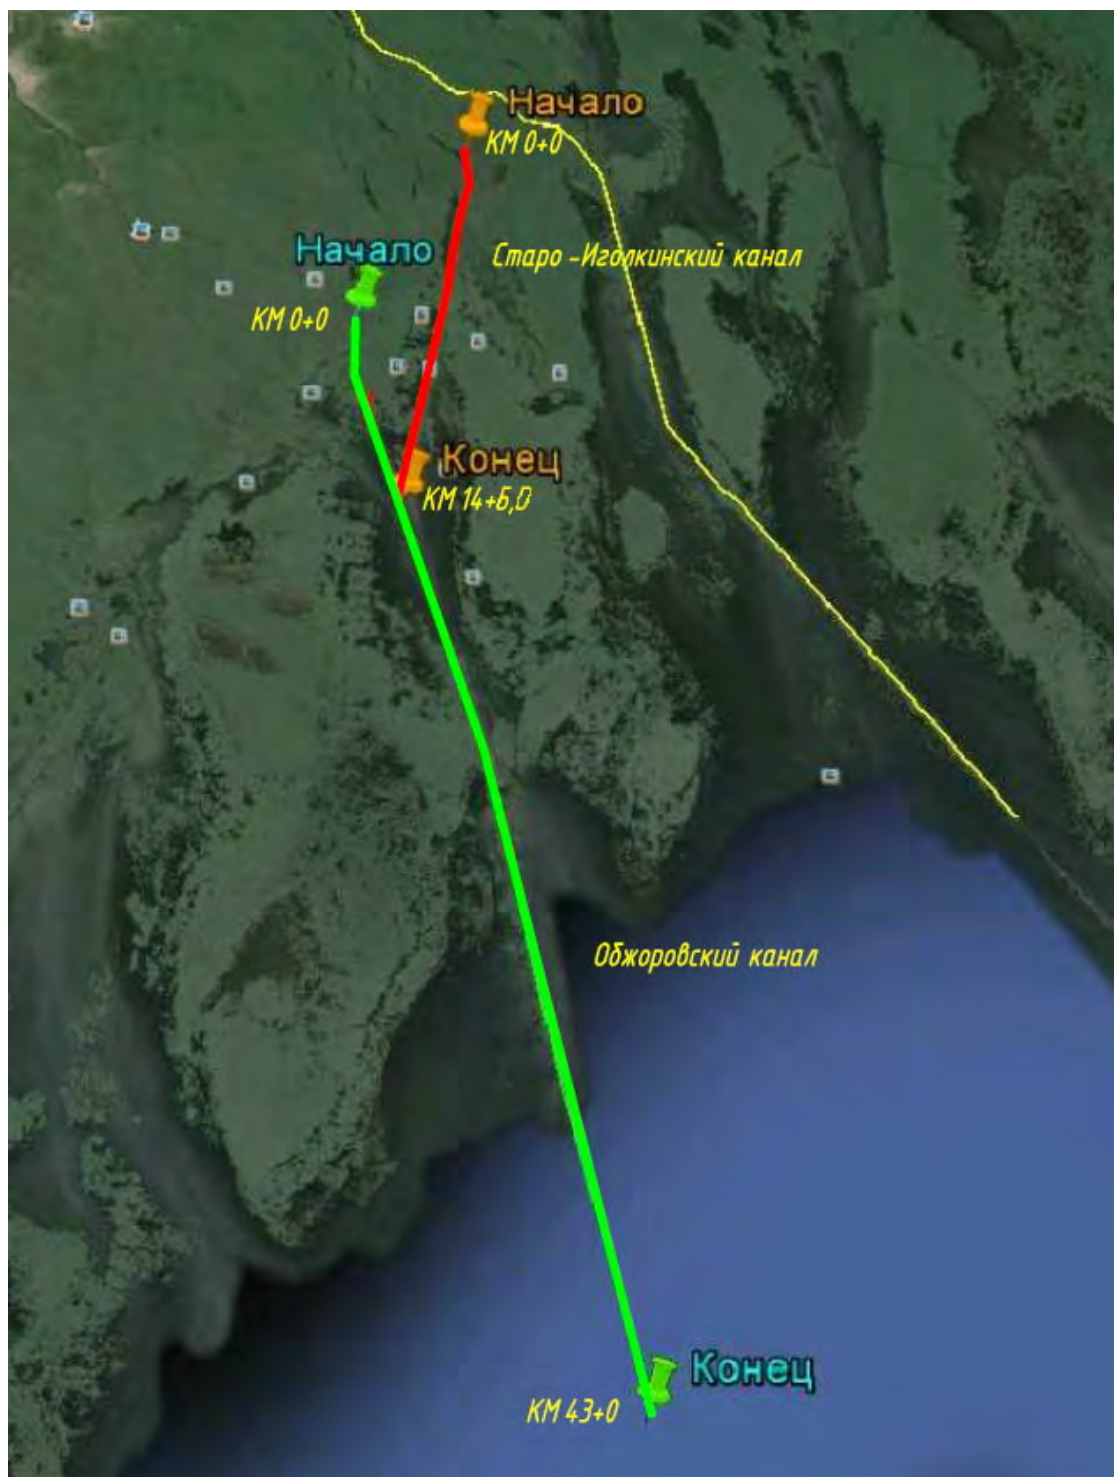 Начало
КМ 0+0
Начало
Старо -Иголкинский канал
КМ 0+0
Конец
КМ 14+6,0
Обжоровский канал
Конец
КМ 43+0